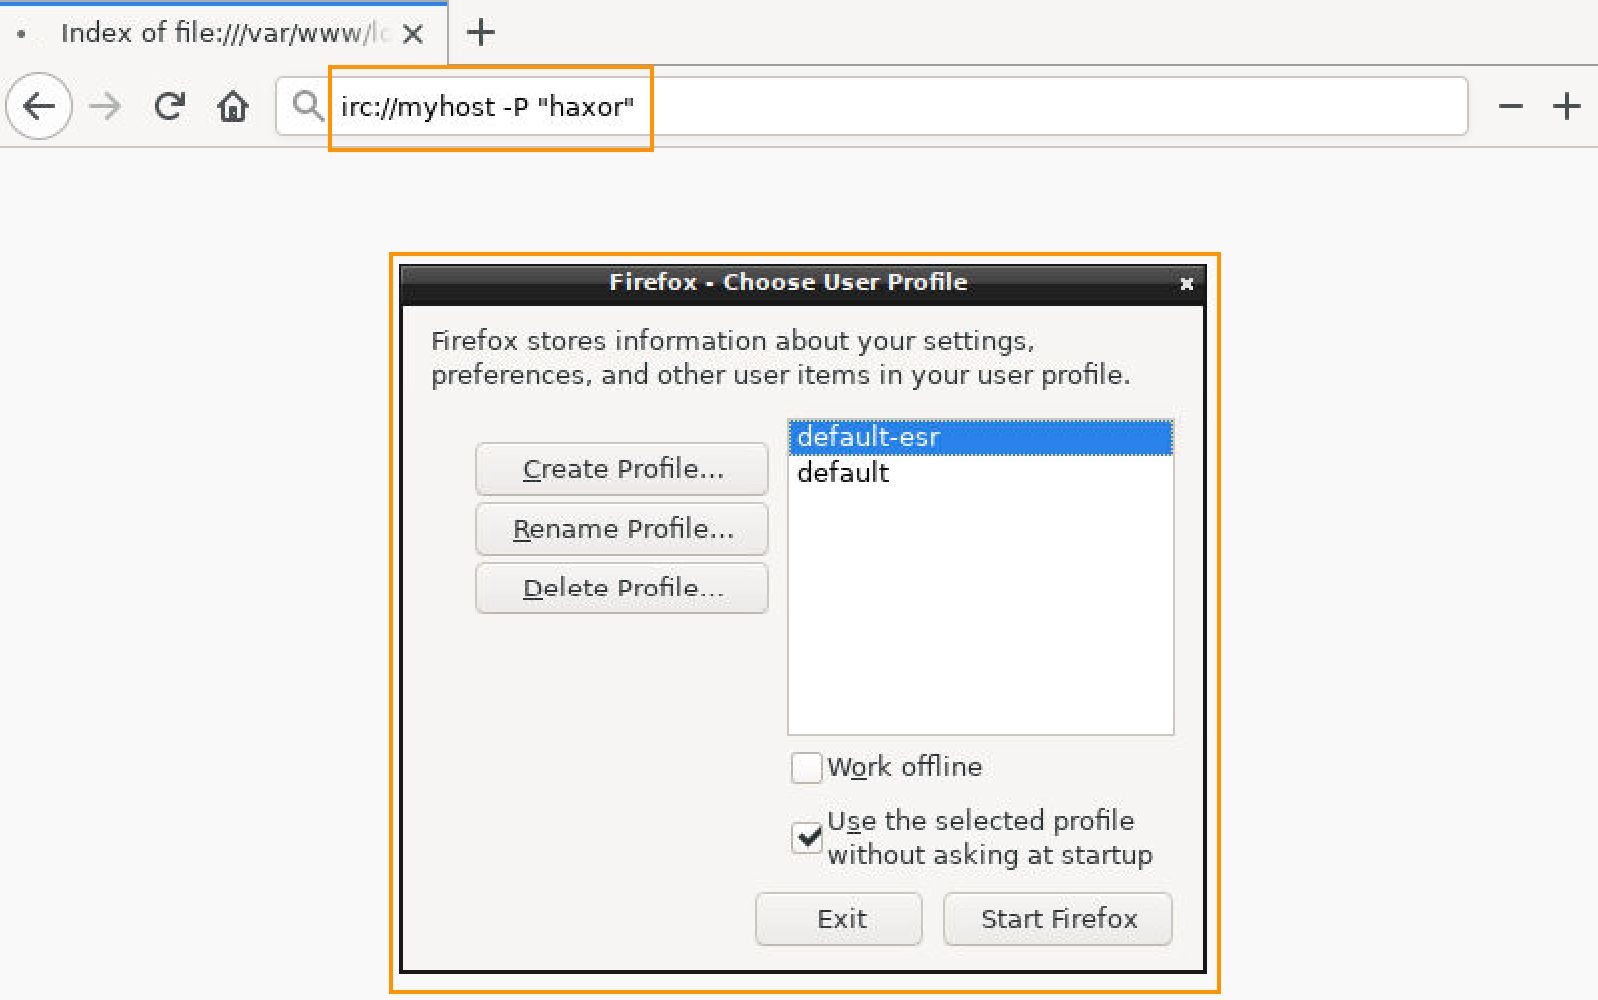 Index of file:///var/www/lo
irc://myhost -P "haxor"
Firefox - Choose User Profile
Firefox stores information about your settings,
preferences, and other user items in your user profile.
default-esr
default
Create Profile...
Rename Profile...
Delete Profile...
Work offline
Use the selected profile
without asking at startup
Exit
Start Firefox